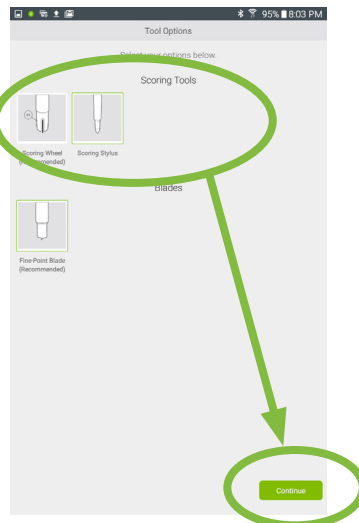 95% 8:03 PM
Tool Options
Select your options below.
Scoring Tools
Scoring Wheel
(Recommended)
Scoring Stylus
Blades
Fine-Point Blade
(Recommended)
Continue